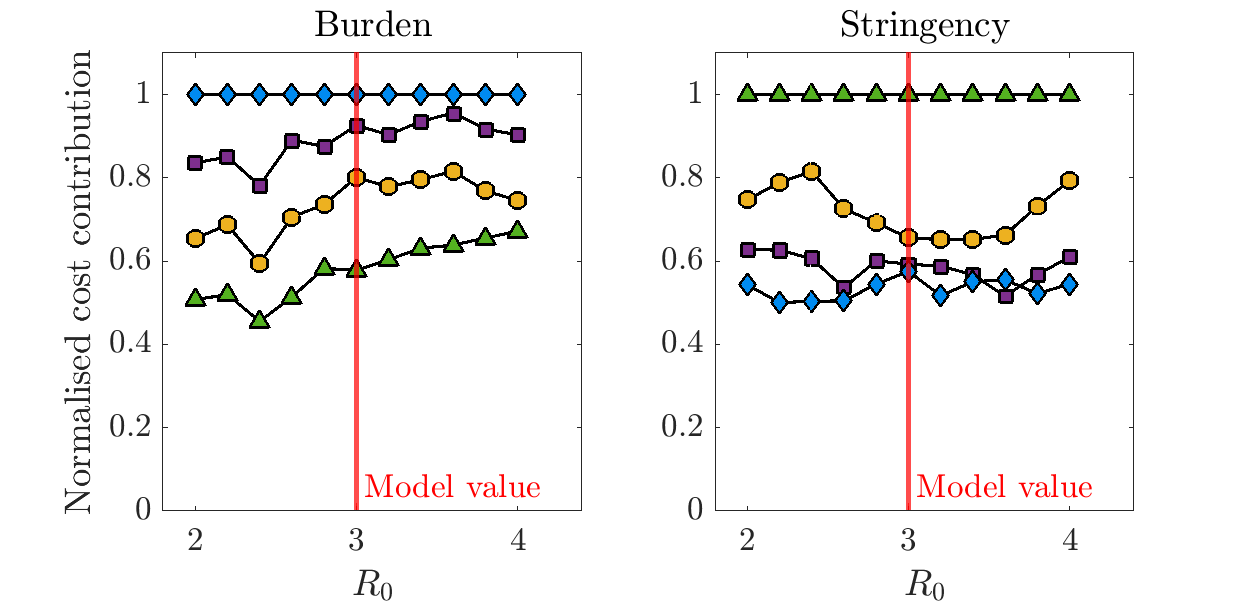 Burden
Stringency
Normalised cost contribution
1
0.8
0.6
0.4
0.2
0
2
3
4
R₀
Model value
1
0.8
0.6
0.4
0.2
0
2
3
4
R₀
Model value